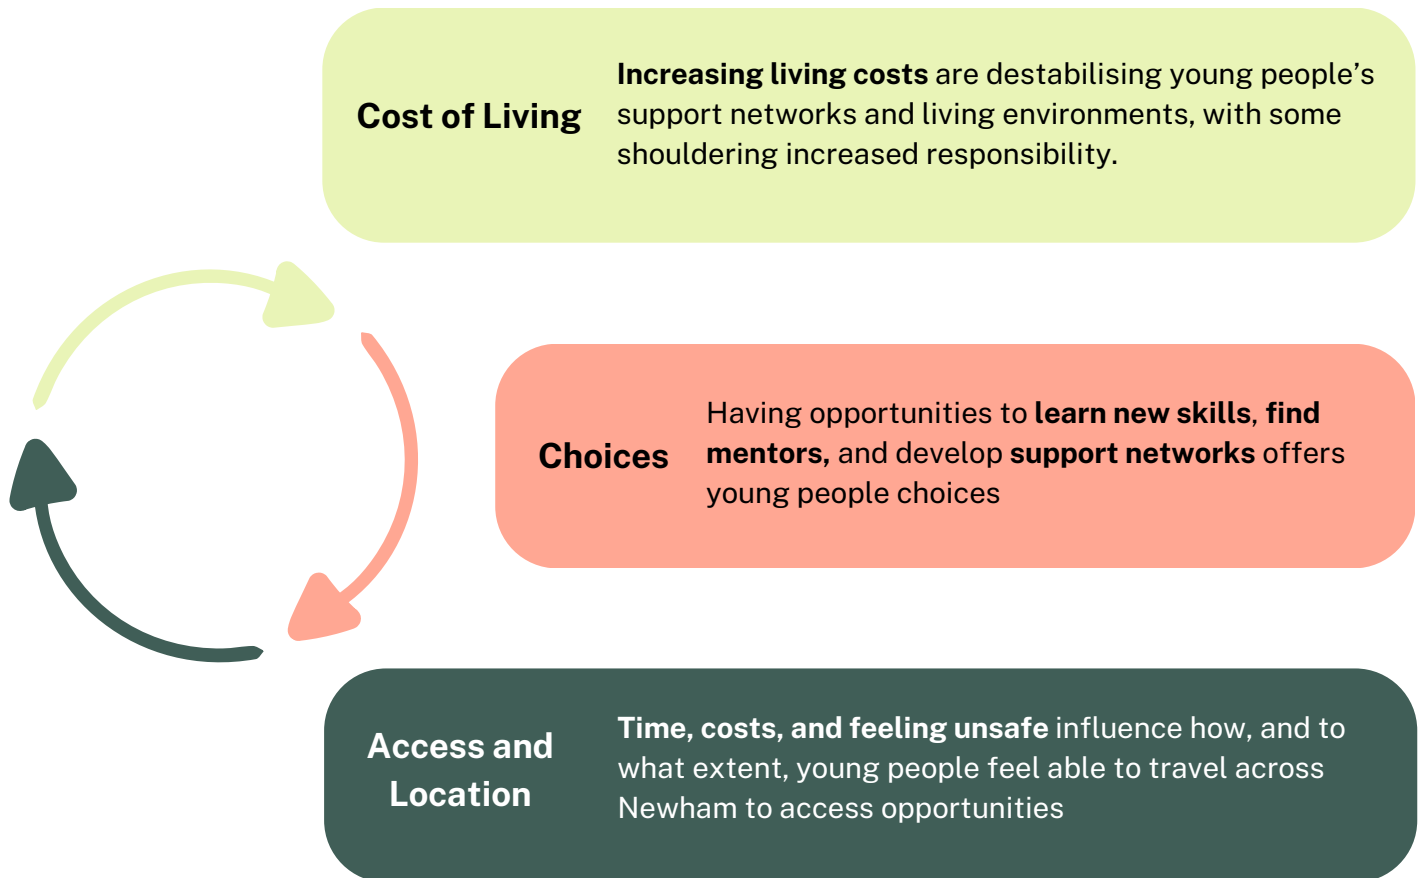 Cost of Living
Increasing living costs are destabilising young people’s
support networks and living environments, with some
shouldering increased responsibility.
Choices
Having opportunities to learn new skills, find
mentors, and develop support networks offers
young people choices
Access and
Location
Time, costs, and feeling unsafe influence how, and to
what extent, young people feel able to travel across
Newham to access opportunities